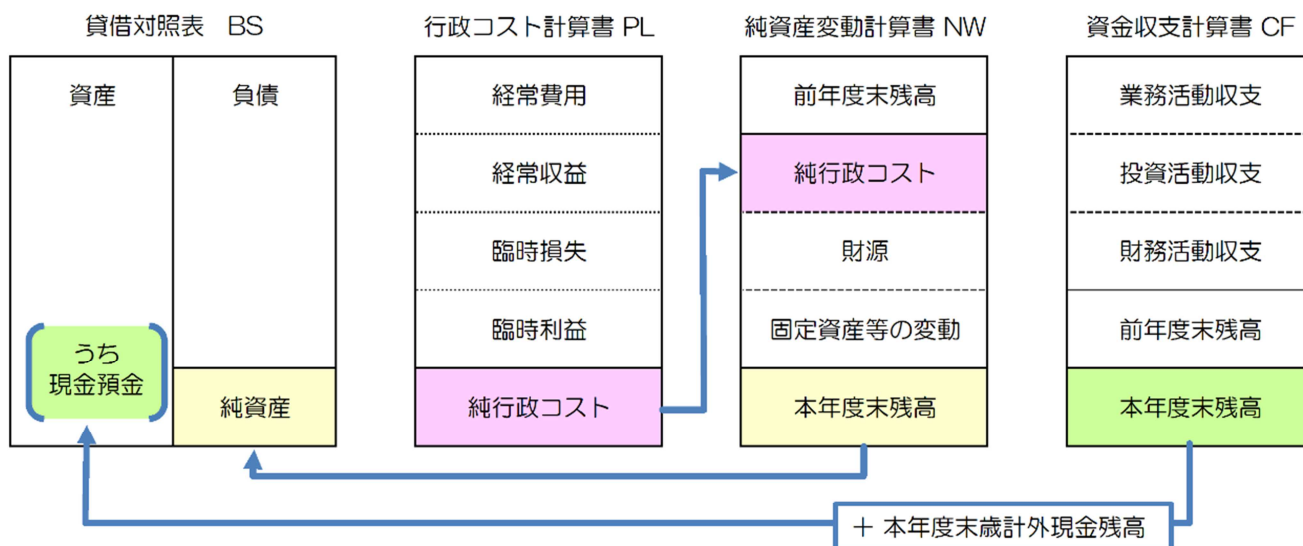 貸借対照表 BS
資産
負債
うち
現金預金
純資産
行政コスト計算書 PL
経常費用
経常収益
臨時損失
臨時利益
純行政コスト
純資産変動計算書 NW
前年度末残高
純行政コスト
財源
固定資産等の変動
本年度末残高
資金収支計算書 CF
業務活動収支
投資活動収支
財務活動収支
前年度末残高
本年度末残高
＋ 本年度末歳計外現金残高